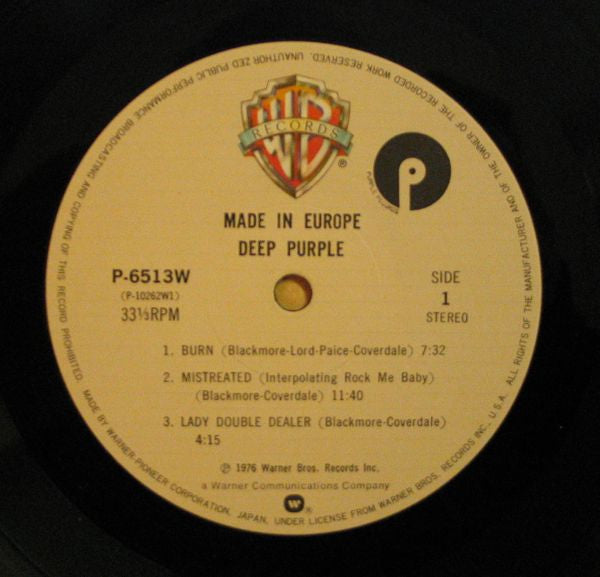 ALL RIGHTS OF THE MANUFACTURER AND OF THE OWNER OF THE RECORDED WORK RESERVED. UNAUTHORIZED PUBLIC PERFORMANCE BROADCASTING AND COPYING OF THIS RECORD PROHIBITED. MADE BY WARNER-PIONEER CORPORATION, JAPAN, UNDER LICENSE FROM WARNER BROS. RECORDS INC., U.S.A.
WB
RECORDS
®
P
PURPLE RECORDS
MADE IN EUROPE
DEEP PURPLE
P-6513W
(P-10262W1)
33⅓RPM
SIDE
1
STEREO
1. BURN (Blackmore-Lord-Paice-Coverdale) 7:32
2. MISTREATED (Interpolating Rock Me Baby)
(Blackmore-Coverdale) 11:40
3. LADY DOUBLE DEALER (Blackmore-Coverdale)
4:15
℗ 1976 Warner Bros. Records Inc.
a Warner Communications Company
W®